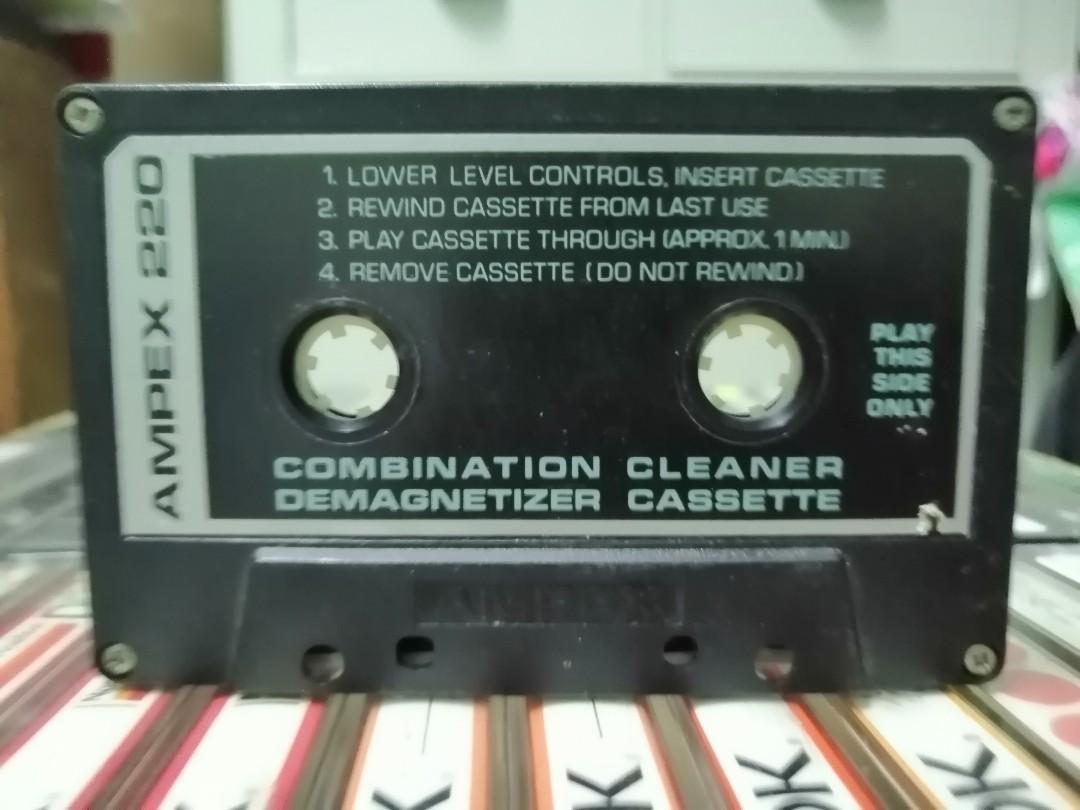 AMPEX 220
1. LOWER LEVEL CONTROLS, INSERT CASSETTE
2. REWIND CASSETTE FROM LAST USE
3. PLAY CASSETTE THROUGH (APPROX. 1 MIN.)
4. REMOVE CASSETTE (DO NOT REWIND)
PLAY
THIS
SIDE
ONLY
COMBINATION CLEANER
DEMAGNETIZER CASSETTE
AMPEX